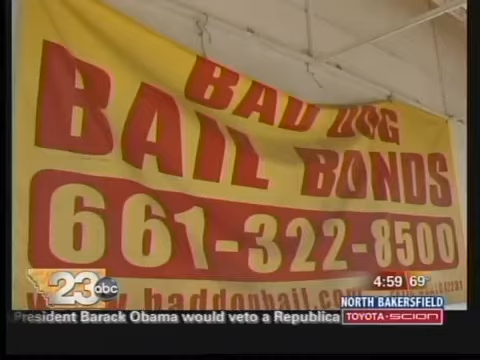 BAD DOG
BAIL BONDS
661-322-8500
www.baddogbail.com
23 abc
4:59 69°
NORTH BAKERSFIELD
TOYOTA SCION
President Barack Obama would veto a Republica